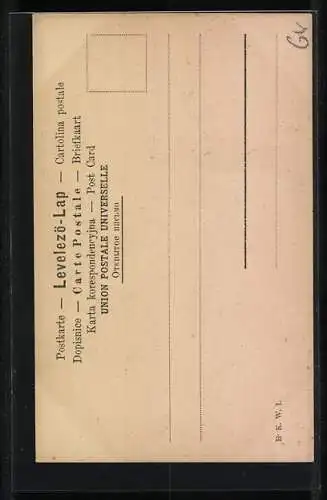 Postkarte — Levelezö-Lap — Cartolina postale
Dopisnice — Carte Postale — Briefkaart
Karta korespondencyjna — Post Card
UNION POSTALE UNIVERSELLE
Открытое письмо
B. K. W. I.